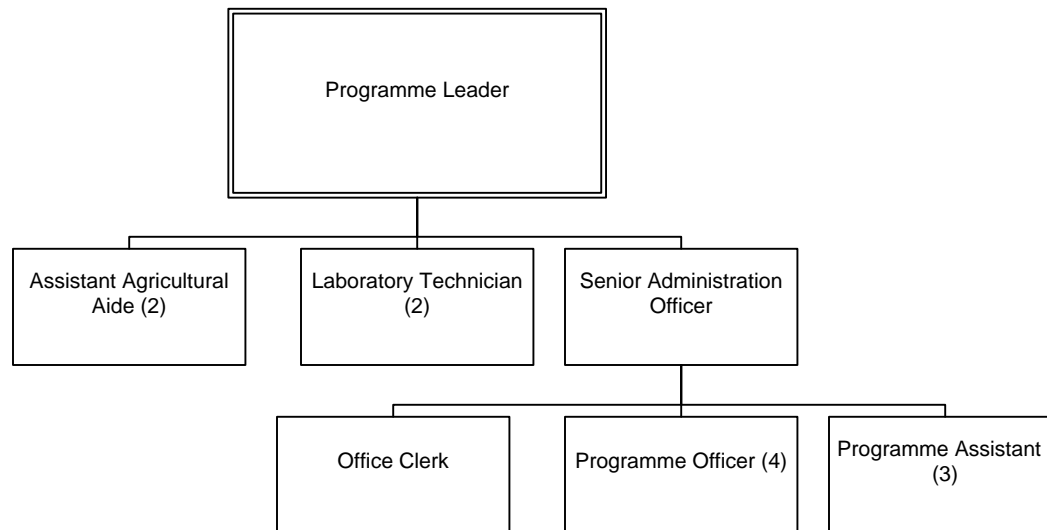 Programme Leader
Assistant Agricultural
Aide (2)
Laboratory Technician
(2)
Senior Administration
Officer
Office Clerk
Programme Officer (4)
Programme Assistant
(3)